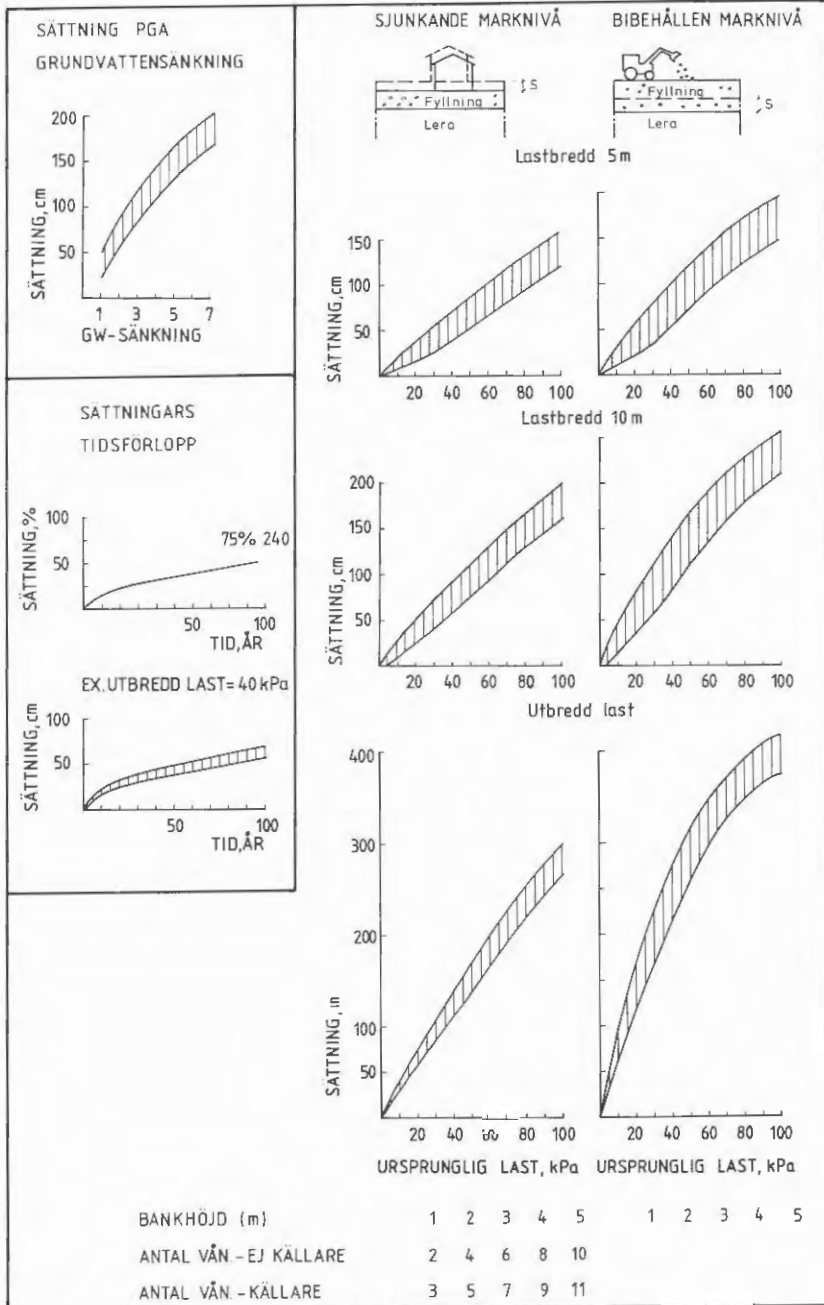 SÄTTNING PGA
GRUNDVATTENSÄNKNING
200
150
100
50
SÄTTNING, cm
1 3 5 7
GW-SÄNKNING
SÄTTNINGARS
TIDSFÖRLOPP
100
50
SÄTTNING, %
75% 240
50 100
TID, ÅR
EX. UTBREDD LAST = 40 kPa
100
50
SÄTTNING, cm
50 100
TID, ÅR
SJUNKANDE MARKNIVÅ
BIBEHÅLLEN MARKNIVÅ
S
Fyllning
Lera
Fyllning
S
Lera
Lastbredd 5m
150
100
50
SÄTTNING, cm
20 40 60 80 100
20 40 60 80 100
Lastbredd 10m
200
150
100
50
SÄTTNING, cm
20 40 60 80 100
20 40 60 80 100
Utbredd last
400
300
200
100
50
SÄTTNING, m
20 40 80 100
20 40 60 80 100
URSPRUNGLIG LAST, kPa
URSPRUNGLIG LAST, kPa
BANKHÖJD (m) 1 2 3 4 5 1 2 3 4 5
ANTAL VÅN. - EJ KÄLLARE 2 4 6 8 10
ANTAL VÅN. - KÄLLARE 3 5 7 9 11